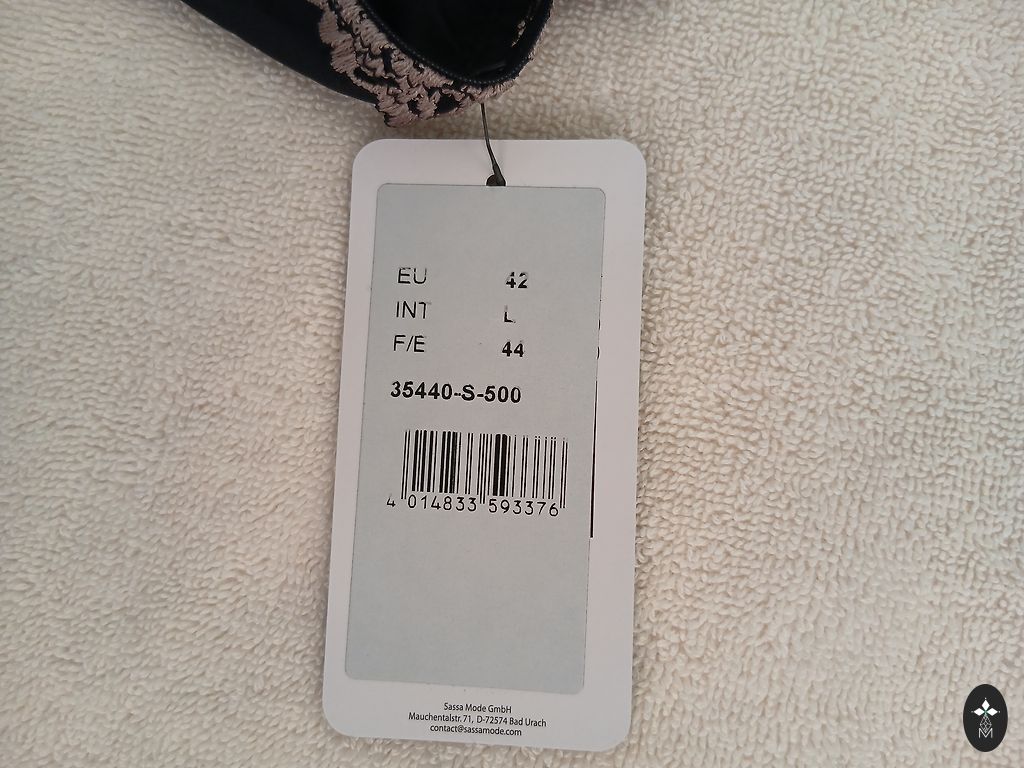 EU 42
INT L
F/E 44
35440-S-500
4 014833 593376
Sassa Mode GmbH
Mauchentalstr. 71, D-72574 Bad Urach
contact@sassamode.com
M